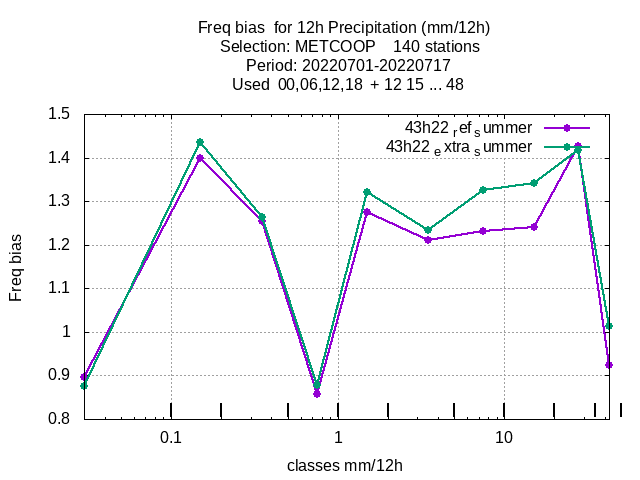 Freq bias  for 12h Precipitation (mm/12h)
Selection: METCOOP    140 stations
Period: 20220701-20220717
Used  00,06,12,18  + 12 15 ... 48
43h22 ref summer
43h22 extra summer
1.5
1.4
1.3
1.2
1.1
1
0.9
0.8
Freq bias
0.1 1 10
classes mm/12h